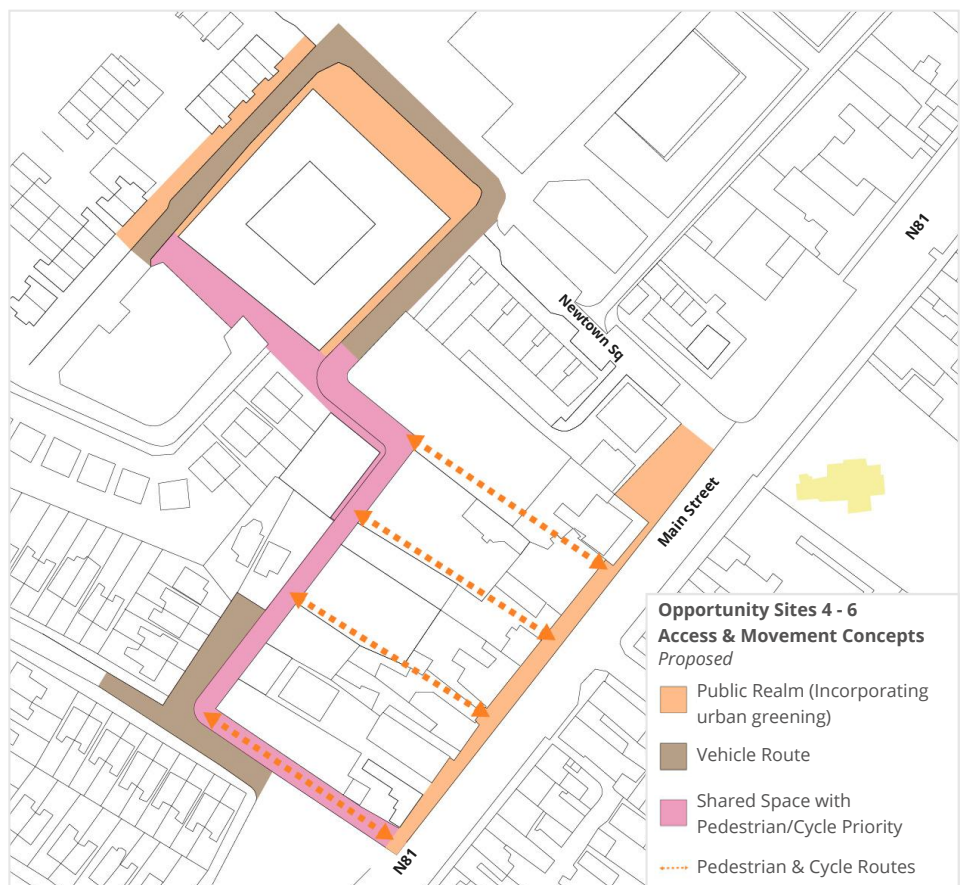 N81
Newtown Sq
Main Street
N81
Opportunity Sites 4 - 6
Access & Movement Concepts
Proposed
Public Realm (Incorporating
urban greening)
Vehicle Route
Shared Space with
Pedestrian/Cycle Priority
Pedestrian & Cycle Routes